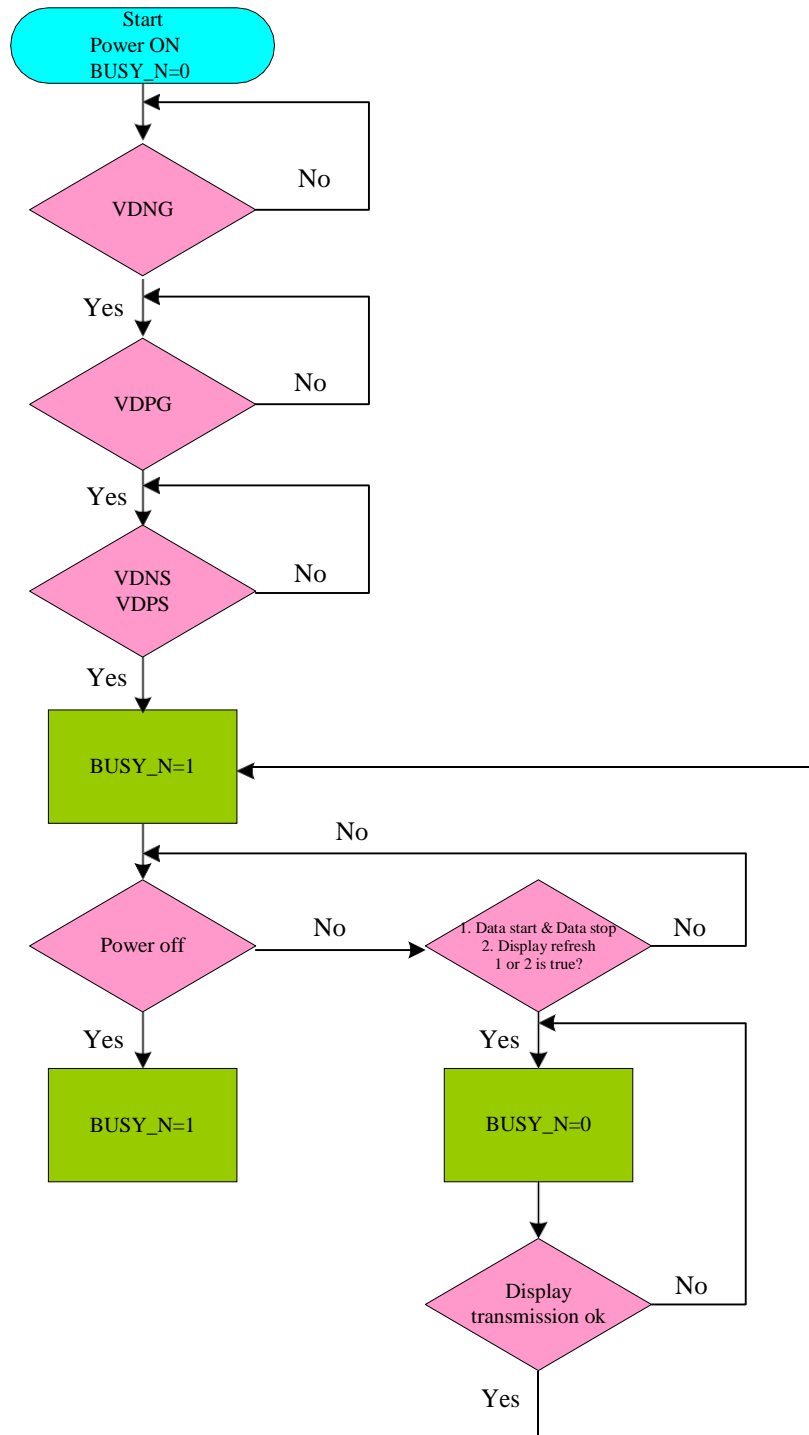 Start
Power ON
BUSY_N=0
No
VDNG
Yes
No
VDPG
Yes
No
VDNS
VDPS
Yes
BUSY_N=1
No
Power off
No
1. Data start & Data stop
2. Display refresh
1 or 2 is true?
No
Yes
Yes
BUSY_N=1
BUSY_N=0
Display
transmission ok
No
Yes